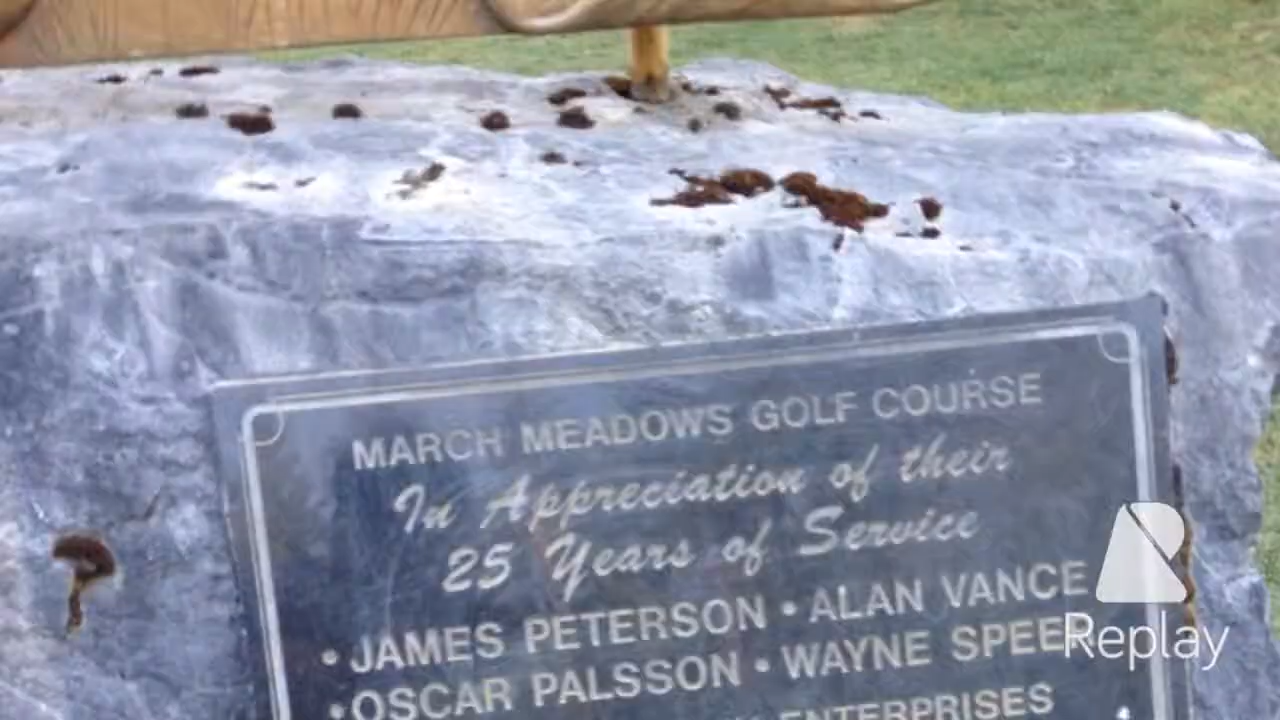 MARCH MEADOWS GOLF COURSE
In Appreciation of their
25 Years of Service
• JAMES PETERSON • ALAN VANCE
• OSCAR PALSSON • WAYNE
ENTERPRISES
Replay